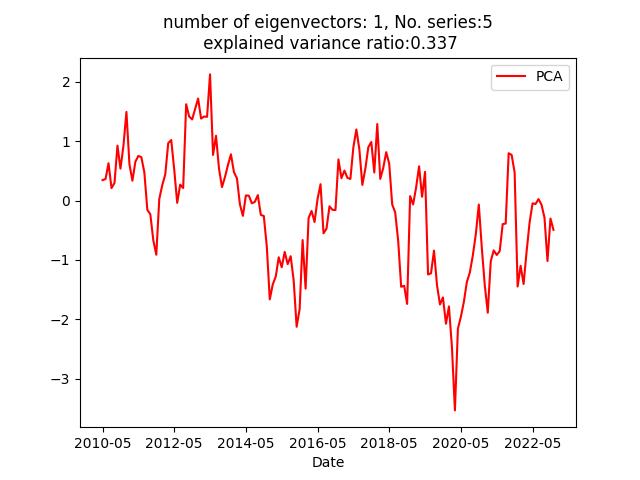 number of eigenvectors: 1, No. series:5
explained variance ratio:0.337
PCA
2
1
0
−1
−2
−3
2010-05 2012-05 2014-05 2016-05 2018-05 2020-05 2022-05
Date